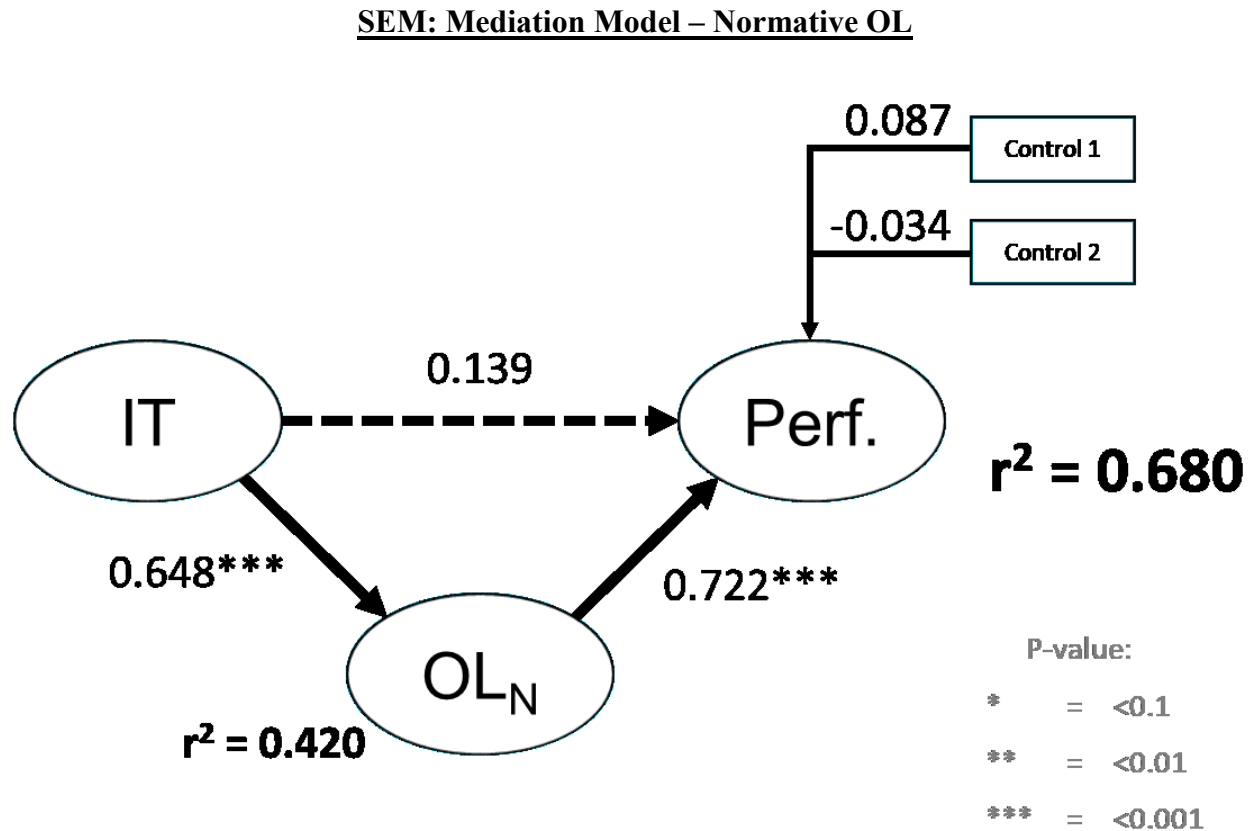 SEM: Mediation Model – Normative OL
0.087
Control 1
-0.034
Control 2
0.139
IT
Perf.
r² = 0.680
0.648***
0.722***
OL_N
r² = 0.420
P-value:
* = <0.1
** = <0.01
*** = <0.001